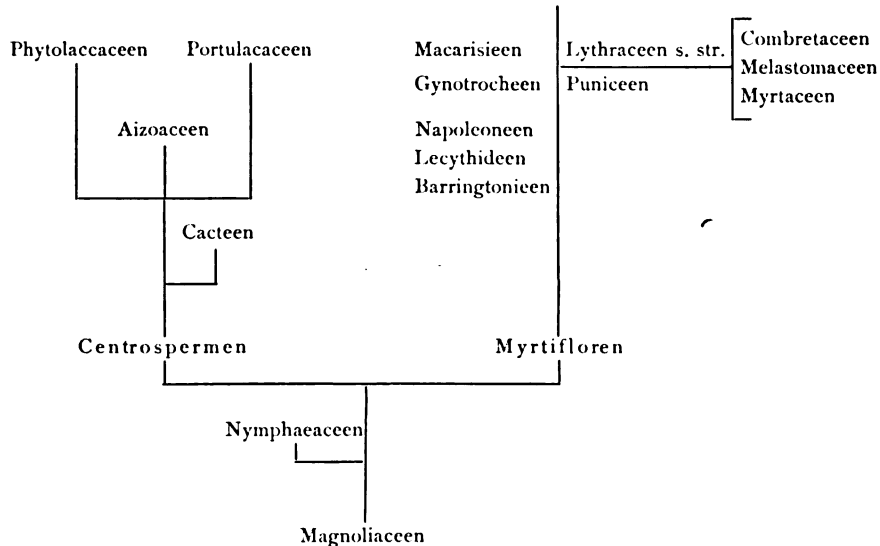 Phytolaccaceen Portulacaceen Macarisieen Lythraceen s. str. Combretaceen
Melastomaceen
Gynotrocheen Puniceen Myrtaceen
Aizoaceen Napoleoneen
Lecythideen
Barringtonieen
Cacteen
Centrospermen Myrtifloren
Nymphaeaceen
Magnoliaceen